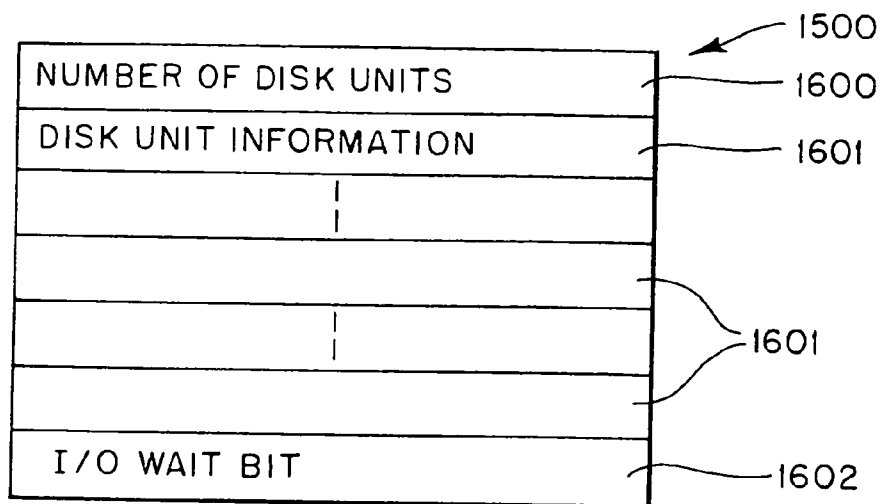 1500
NUMBER OF DISK UNITS 1600
DISK UNIT INFORMATION 1601
1601
I/O WAIT BIT 1602